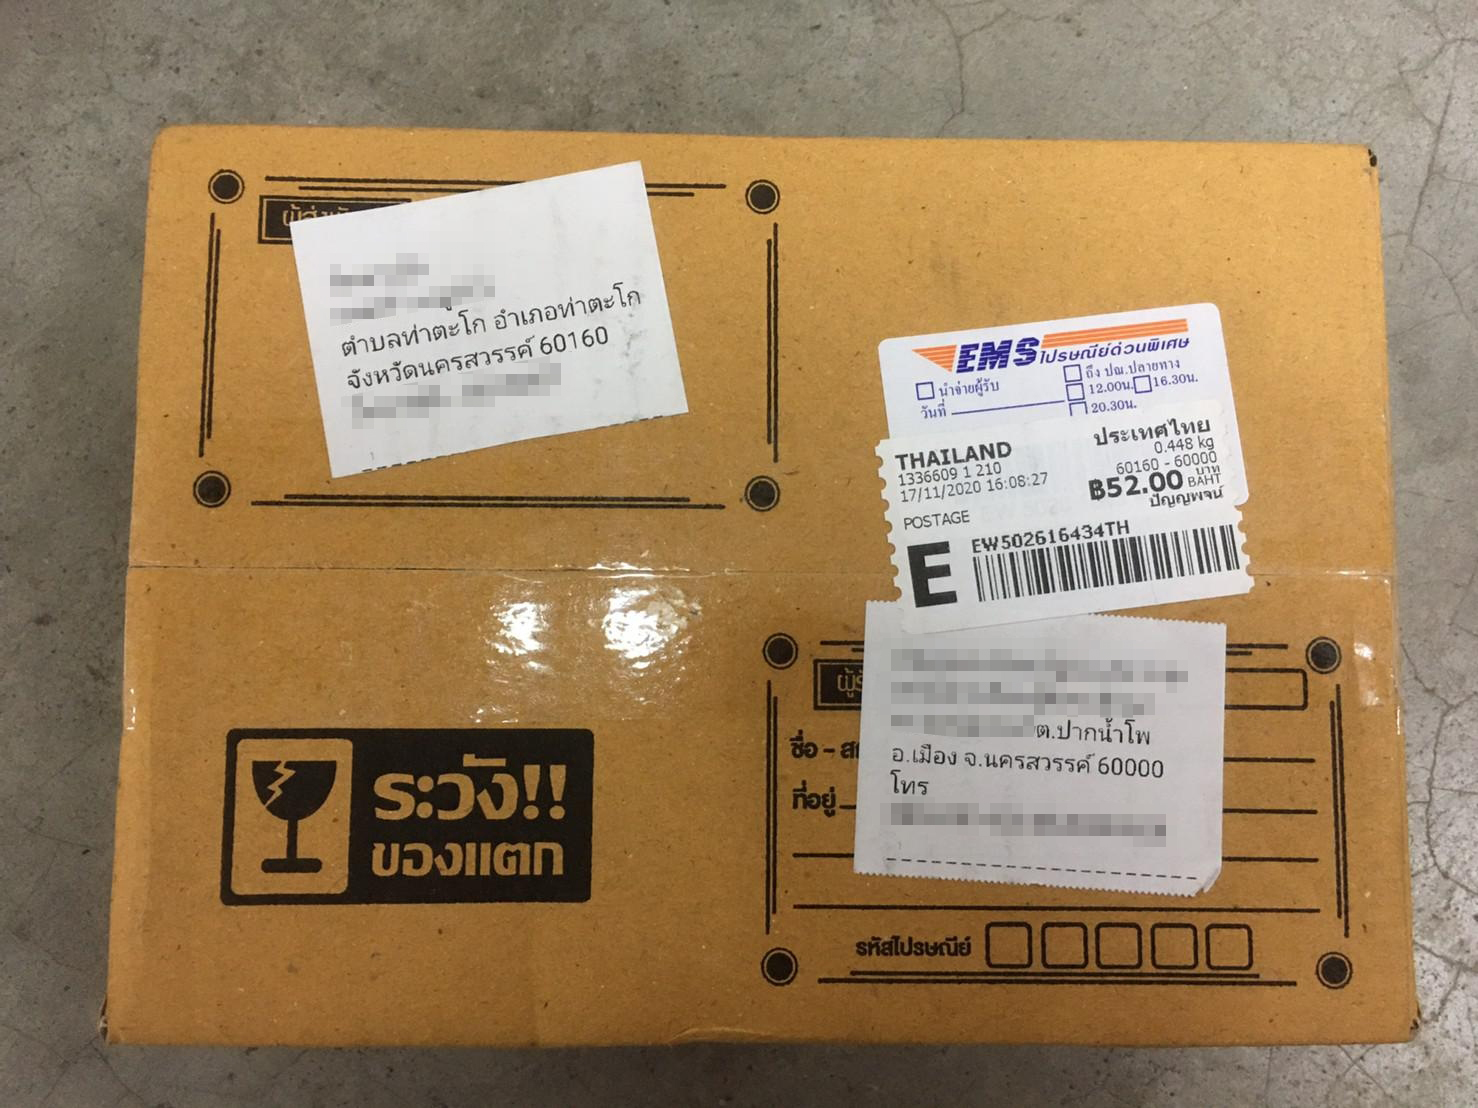 ตำบลท่าตะโก อำเภอท่าตะโก
จังหวัดนครสวรรค์ 60160
EMS ไปรษณีย์ด่วนพิเศษ
นำจ่ายผู้รับ
ถึง ปณ.ปลายทาง
วันที่
12.00น.
16.30น.
20.30น.
THAILAND
ประเทศไทย
1336609 1 210
0.448 kg
17/11/2020 16:08:27
60160 - 60000
฿52.00 บาท BAHT
POSTAGE
ปัญญพจน์
E
EW502616434TH
ต.ปากน้ำโพ
อ.เมือง จ.นครสวรรค์ 60000
โทร
ชื่อ -
ที่อยู่
รหัสไปรษณีย์
ระวัง!!
ของแตก